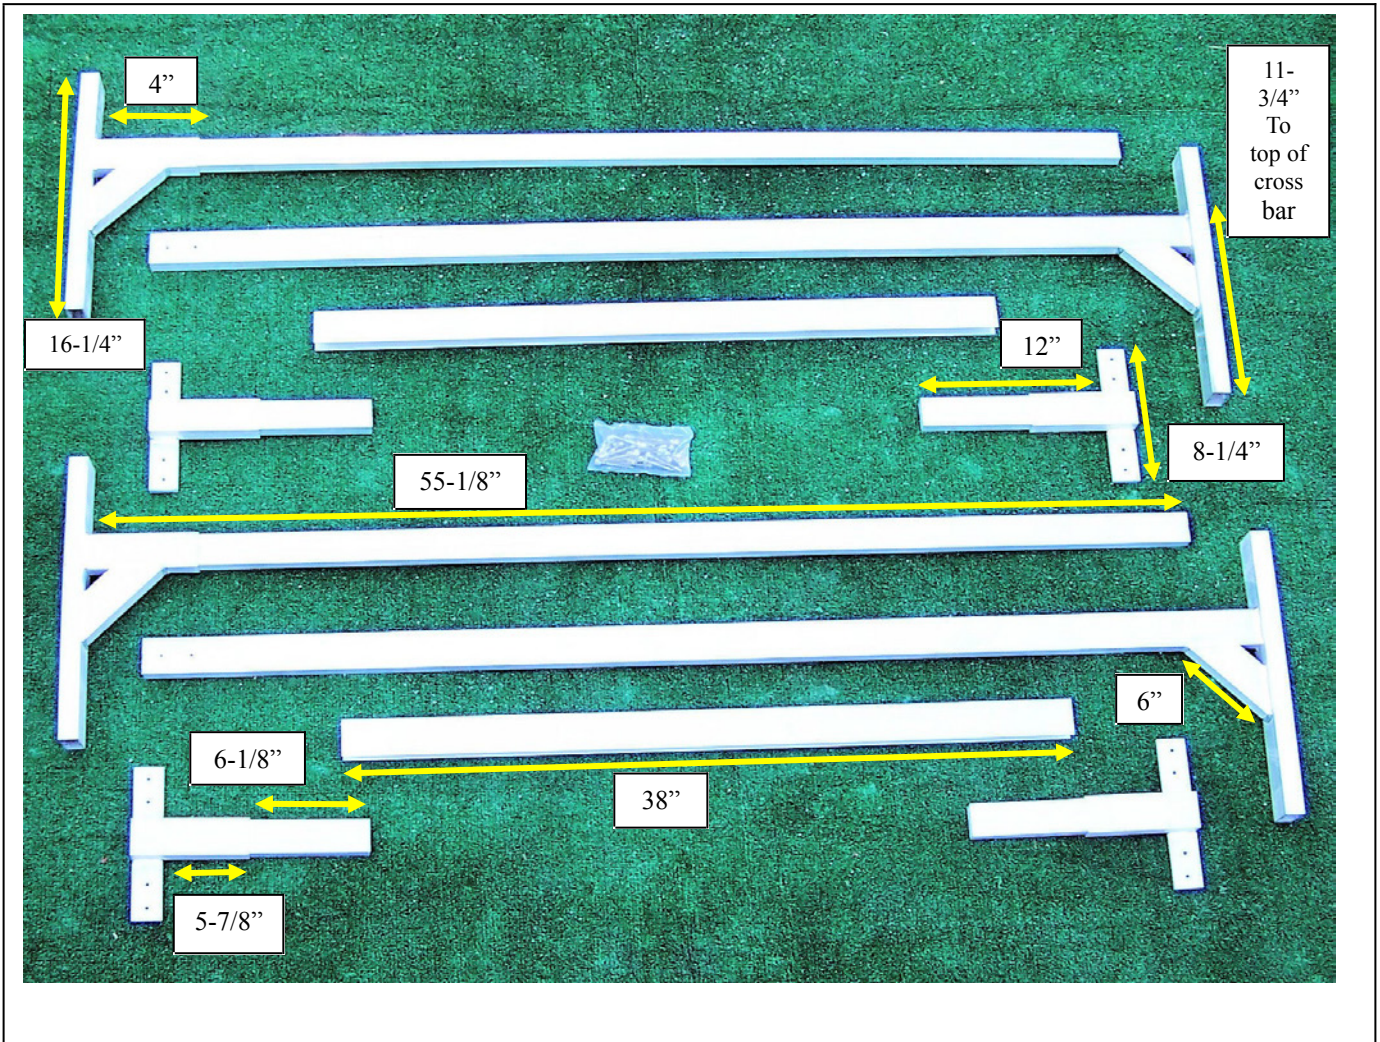 4”
11-
3/4”
To
top of
cross
bar
16-1/4”
12”
8-1/4”
55-1/8”
6”
6-1/8”
38”
5-7/8”